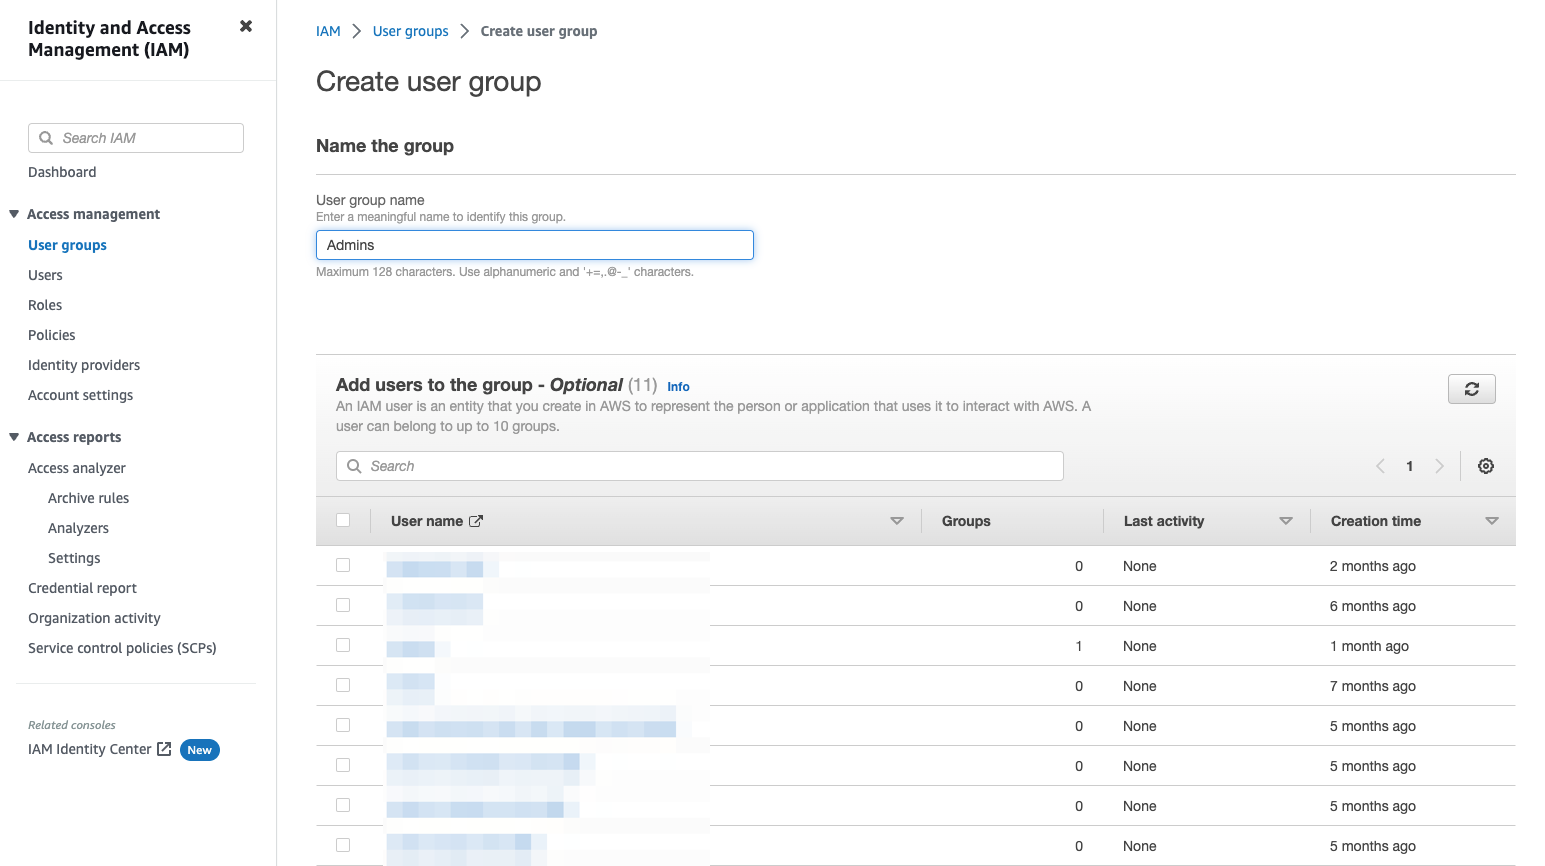 Identity and Access
Management (IAM)
Search IAM
Dashboard
Access management
User groups
Users
Roles
Policies
Identity providers
Account settings
Access reports
Access analyzer
Archive rules
Analyzers
Settings
Credential report
Organization activity
Service control policies (SCPs)
Related consoles
IAM Identity Center New
IAM > User groups > Create user group
Create user group
Name the group
User group name
Enter a meaningful name to identify this group.
Admins
Maximum 128 characters. Use alphanumeric and '+=,.@-_' characters.
Add users to the group - Optional (11) Info
An IAM user is an entity that you create in AWS to represent the person or application that uses it to interact with AWS. A
user can belong to up to 10 groups.
Search
1
User name Groups Last activity Creation time
0 None 2 months ago
0 None 6 months ago
1 None 1 month ago
0 None 7 months ago
0 None 5 months ago
0 None 5 months ago
0 None 5 months ago
0 None 5 months ago